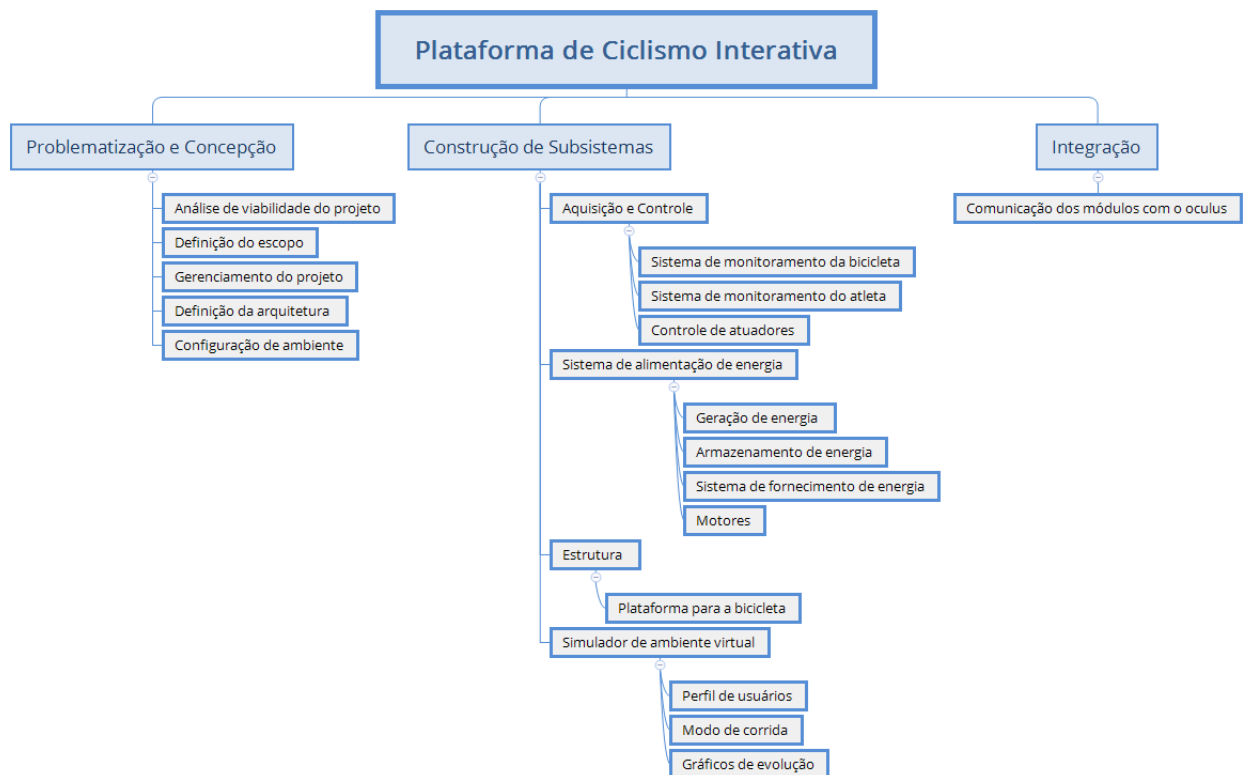 Plataforma de Ciclismo Interativa
Problematização e Concepção
Análise de viabilidade do projeto
Definição do escopo
Gerenciamento do projeto
Definição da arquitetura
Configuração de ambiente
Construção de Subsistemas
Aquisição e Controle
Sistema de monitoramento da bicicleta
Sistema de monitoramento do atleta
Controle de atuadores
Sistema de alimentação de energia
Geração de energia
Armazenamento de energia
Sistema de fornecimento de energia
Motores
Estrutura
Plataforma para a bicicleta
Simulador de ambiente virtual
Perfil de usuários
Modo de corrida
Gráficos de evolução
Integração
Comunicação dos módulos com o oculus